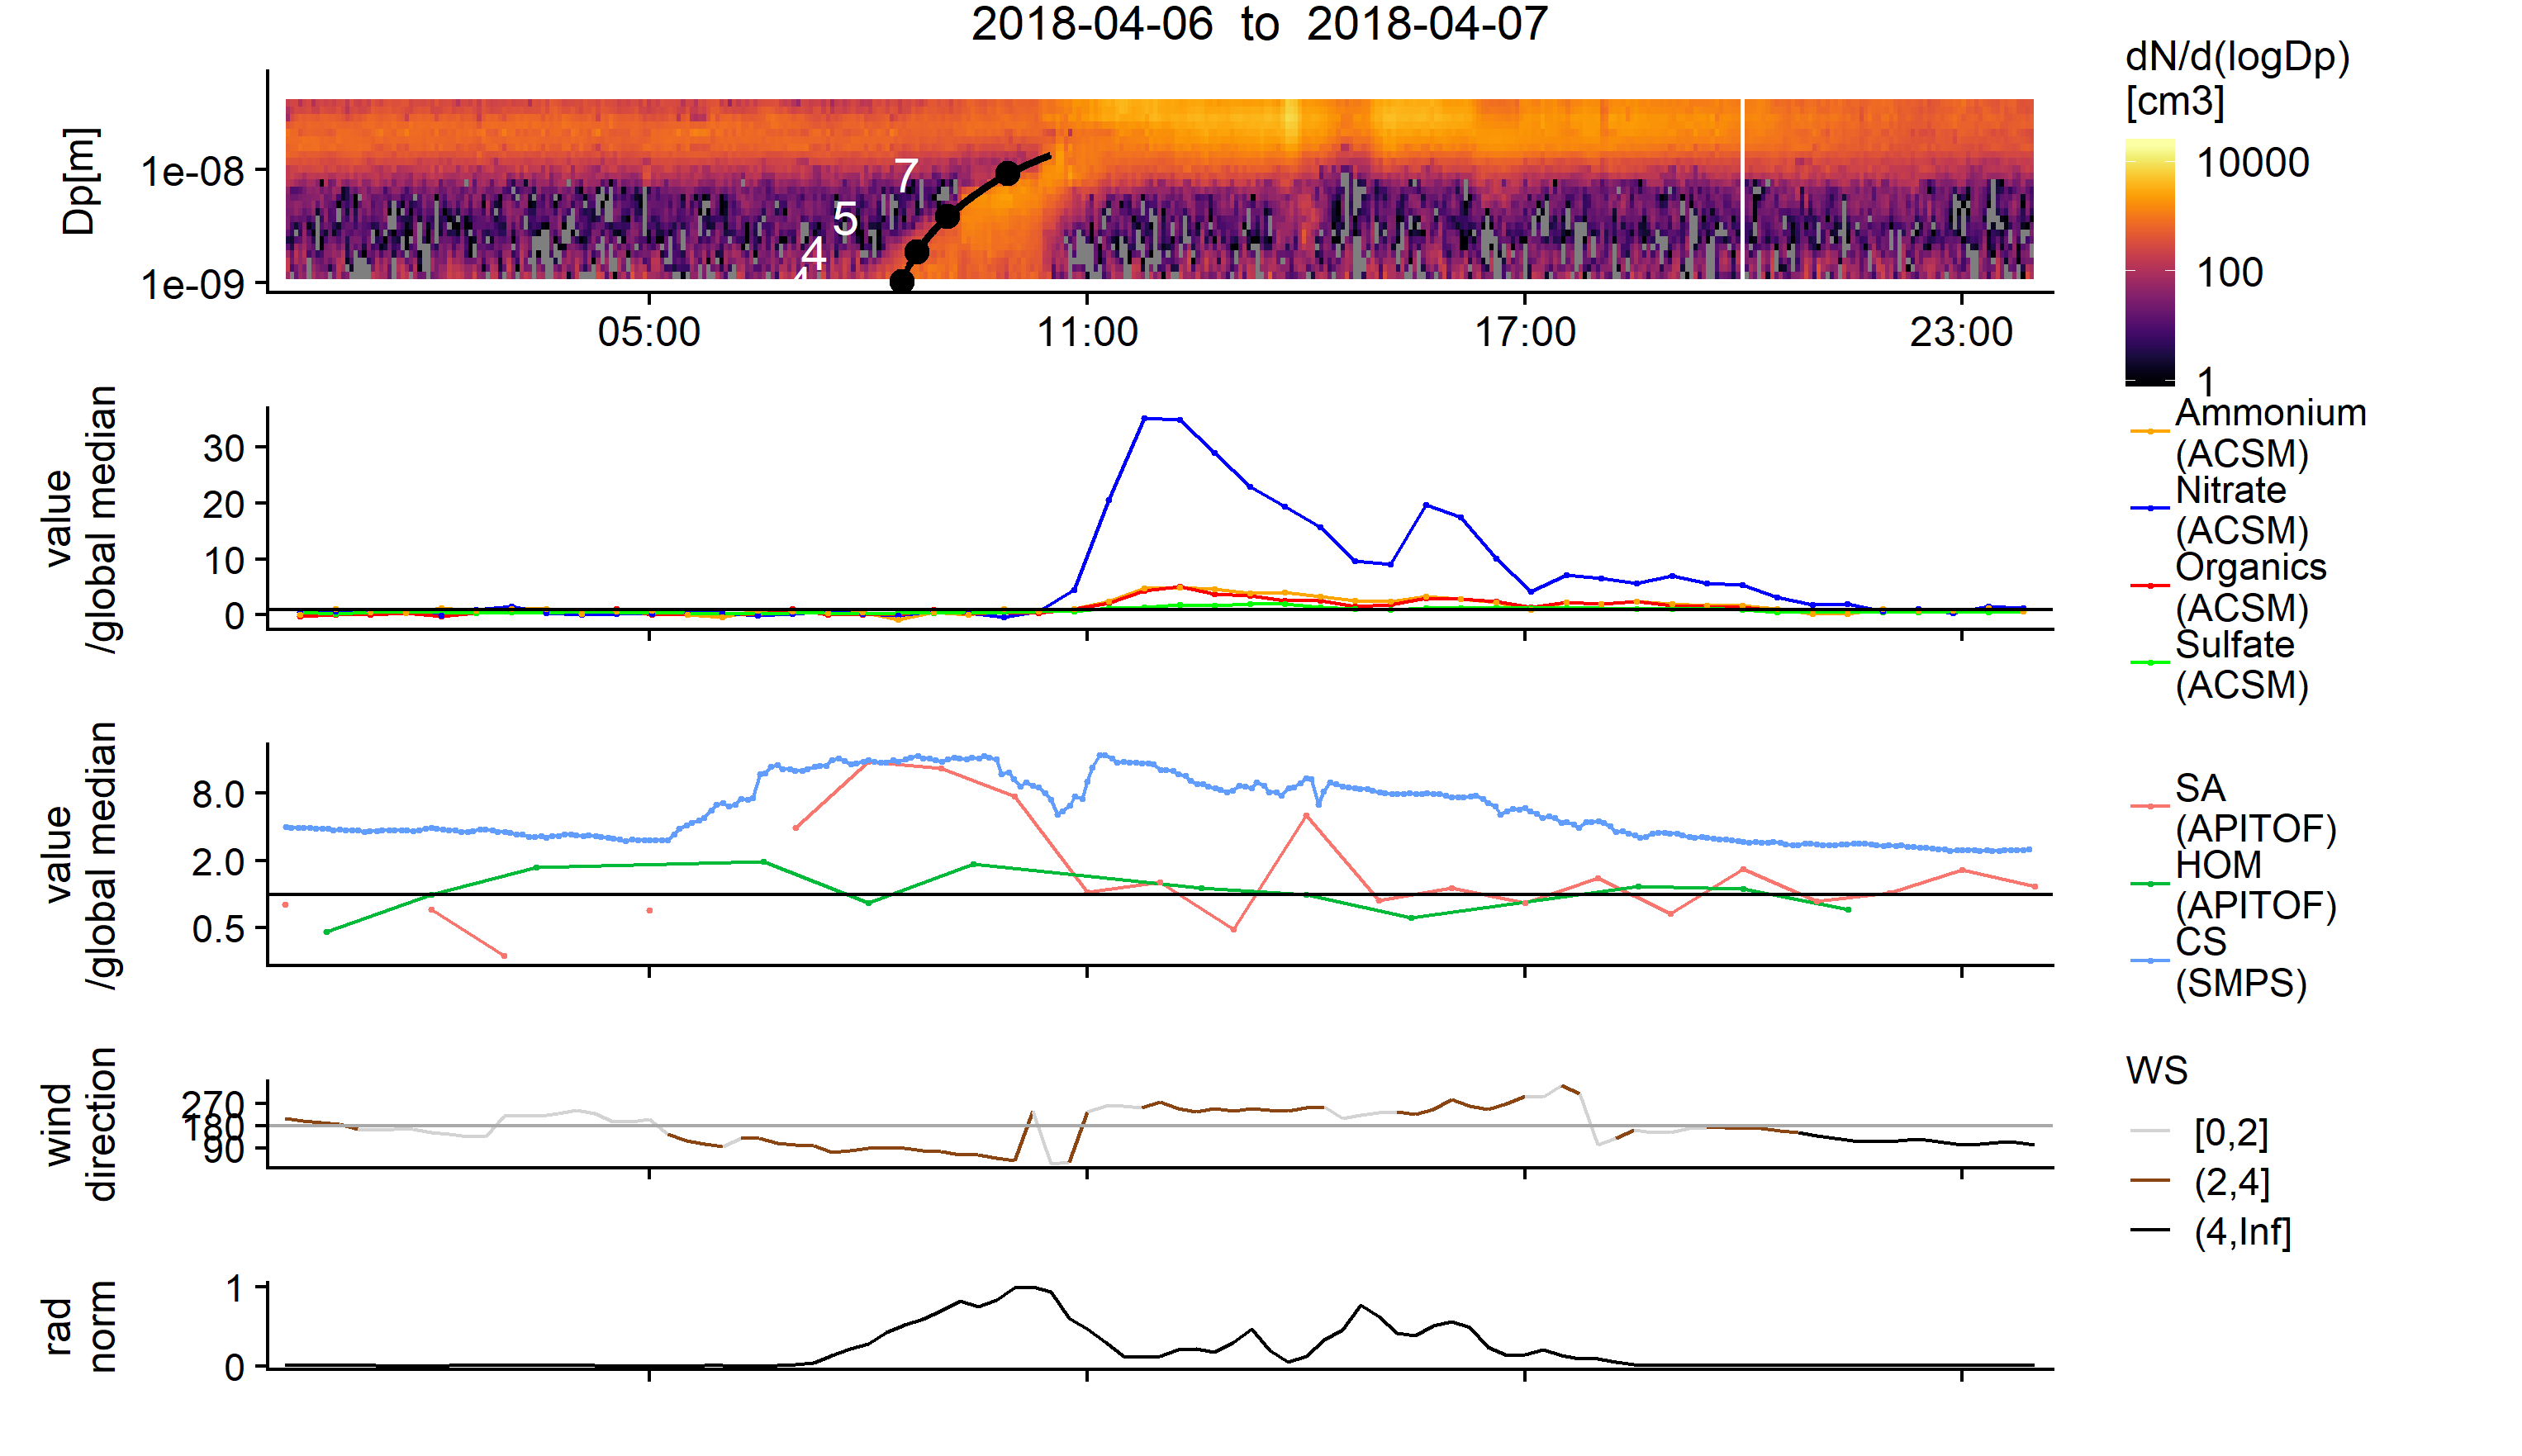 2018-04-06 to 2018-04-07
Dp[m]
1e-08
1e-09
7
5
4
05:00
11:00
17:00
23:00
dN/d(logDp)
[cm3]
10000
100
1
value
/global median
30
20
10
0
Ammonium
(ACSM)
Nitrate
(ACSM)
Organics
(ACSM)
Sulfate
(ACSM)
value
/global median
8.0
2.0
0.5
SA
(APITOF)
HOM
(APITOF)
CS
(SMPS)
wind
direction
270
180
90
WS
[0,2]
(2,4]
(4,Inf]
rad
norm
1
0